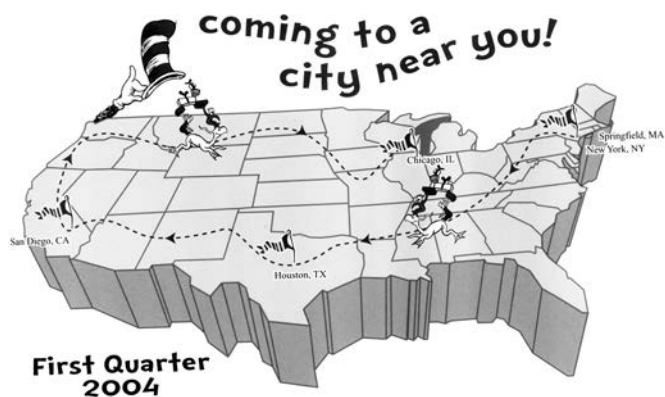 coming to a
city near you!
Springfield, MA
New York, NY
Chicago, IL
San Diego, CA
Houston, TX
First Quarter
2004